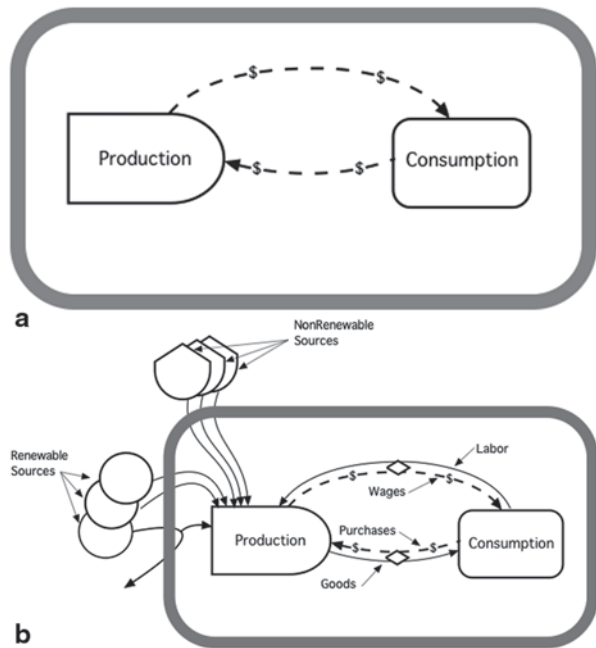 $
$
Production
Consumption
$
$
a
NonRenewable
Sources
Renewable
Sources
Labor
$
$
Wages
Purchases
Production
$
$
Consumption
Goods
b